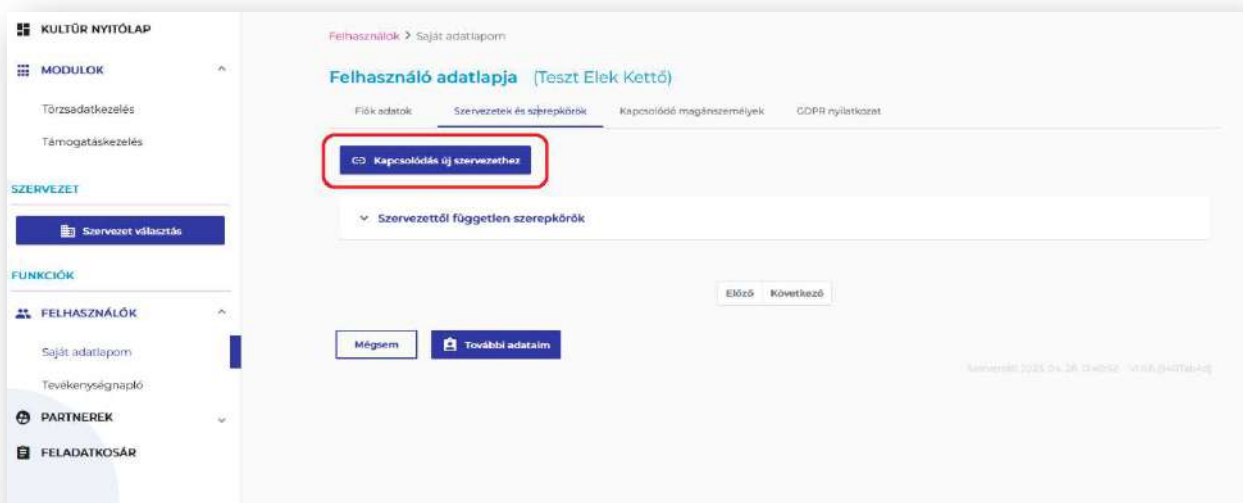 KULTÚR NYITÓLAP
MODULOK
Törzsadatkezelés
Támogatáskezelés
SZERVEZET
Szervezet választás
FUNKCIÓK
FELHASZNÁLÓK
Saját adatlapom
Tevékenységnapló
PARTNEREK
FELADATKOSÁR
Felhasználók > Saját adatlapom
Felhasználó adatlapja (Teszt Elek Kettő)
Fiók adatok Szervezetek és szerepkörök Kapcsolódó magánszemélyek GDPR nyilatkozat
Kapcsolódás új szervezethez
Szervezettől független szerepkörök
Előző Következő
Mégsem További adataim